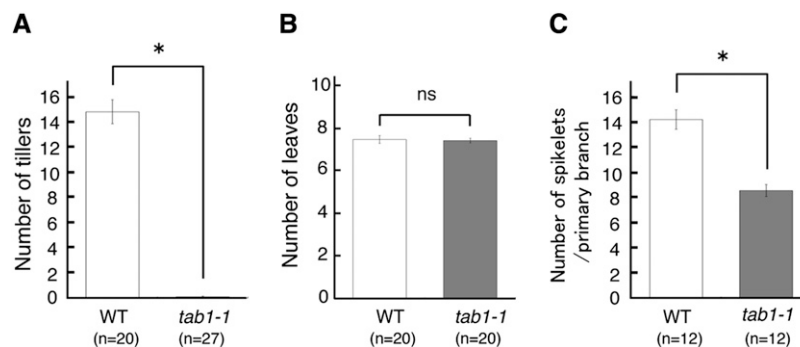 A
*
Number of tillers
16
14
12
10
8
6
4
2
0
WT
tab1-1
(n=20)
(n=27)
B
ns
Number of leaves
10
8
6
4
2
0
WT
tab1-1
(n=20)
(n=20)
C
*
Number of spikelets
/primary branch
16
14
12
10
8
6
4
2
0
WT
tab1-1
(n=12)
(n=12)